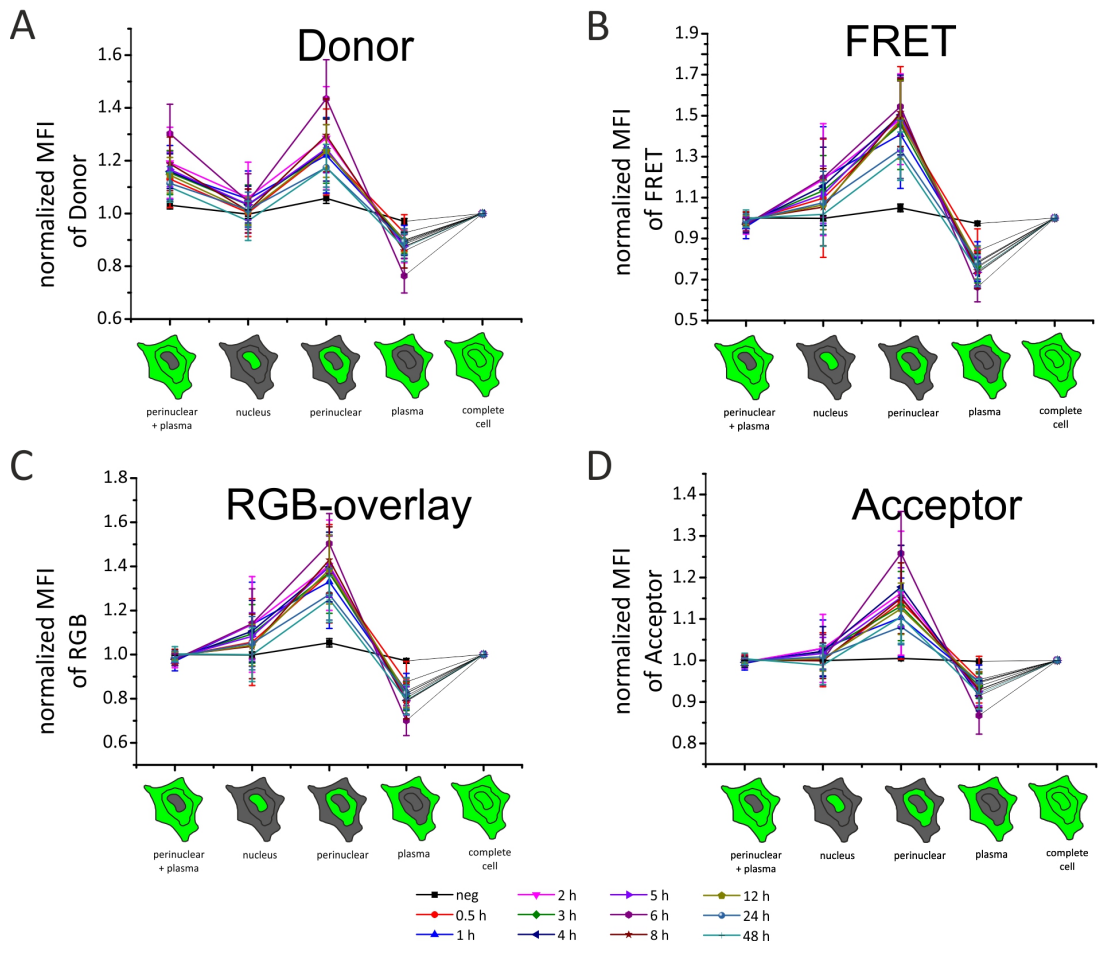 A
Donor
normalized MFI
of Donor
1.6
1.4
1.2
1.0
0.8
0.6
perinuclear
+ plasma
nucleus
perinuclear
plasma
complete
cell
B
FRET
normalized MFI
of FRET
1.9
1.7
1.5
1.3
1.1
0.9
0.7
0.5
perinuclear
+ plasma
nucleus
perinuclear
plasma
complete
cell
C
RGB-overlay
normalized MFI
of RGB
1.8
1.6
1.4
1.2
1.0
0.8
0.6
perinuclear
+ plasma
nucleus
perinuclear
plasma
complete
cell
D
Acceptor
normalized MFI
of Acceptor
1.4
1.3
1.2
1.1
1.0
0.9
0.8
perinuclear
+ plasma
nucleus
perinuclear
plasma
complete
cell
neg
0.5 h
1 h
2 h
3 h
4 h
5 h
6 h
8 h
12 h
24 h
48 h